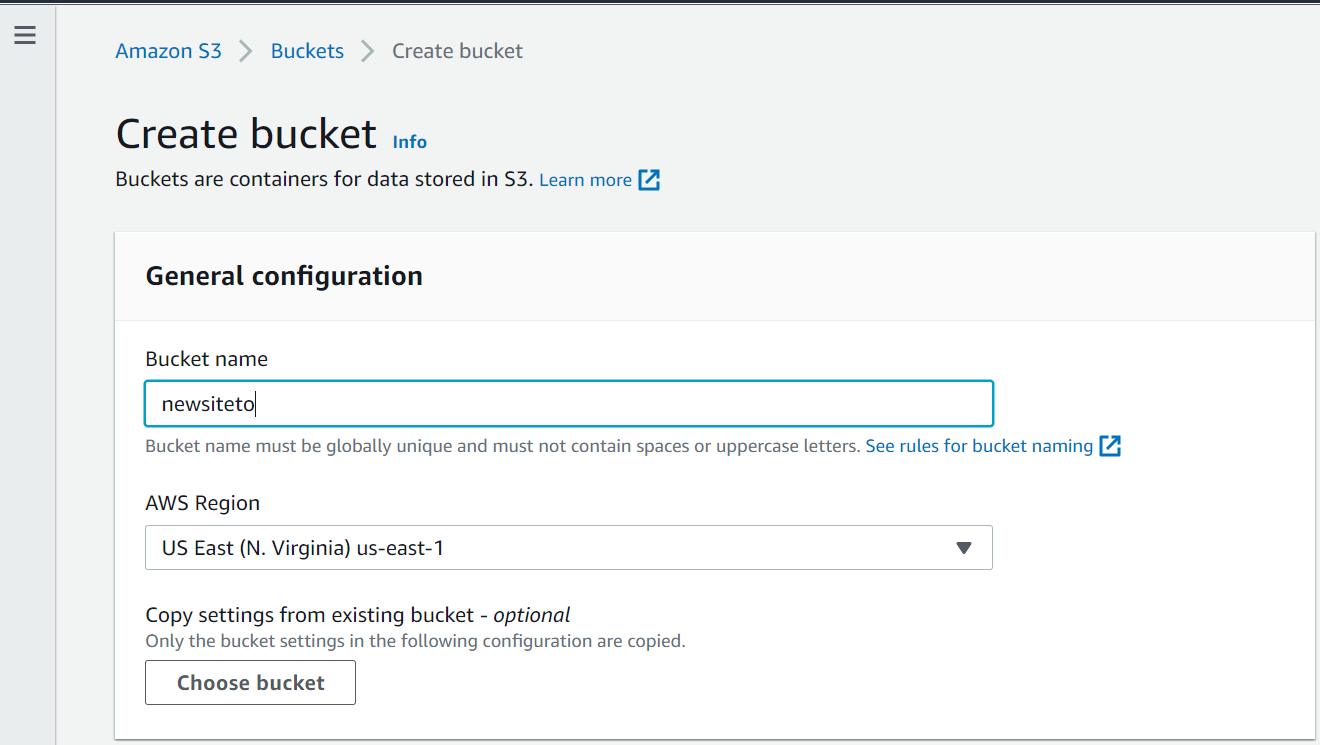 Amazon S3 > Buckets > Create bucket
Create bucket Info
Buckets are containers for data stored in S3. Learn more
General configuration
Bucket name
newsiteto
Bucket name must be globally unique and must not contain spaces or uppercase letters. See rules for bucket naming
AWS Region
US East (N. Virginia) us-east-1
Copy settings from existing bucket - optional
Only the bucket settings in the following configuration are copied.
Choose bucket